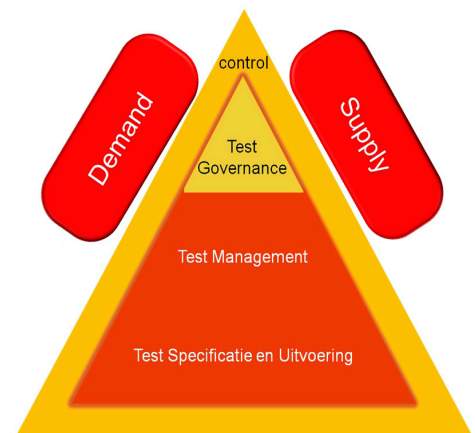 control
Demand
Supply
Test
Governance
Test Management
Test Specificatie en Uitvoering